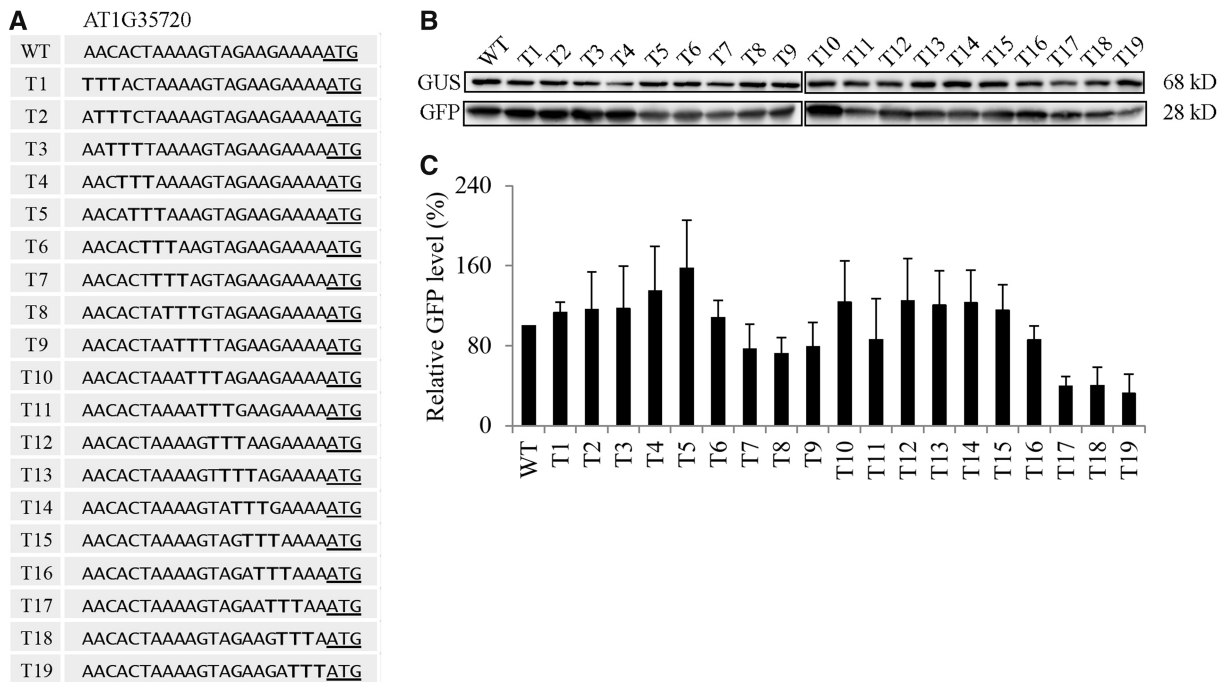 A
AT1G35720
WT AACACTAAAAGTAGAAGAAAAATG
T1 TTTACTAAAAGTAGAAGAAAAATG
T2 ATTTCTAAAAGTAGAAGAAAAATG
T3 AATTTTAAAAGTAGAAGAAAAATG
T4 AACTTTAAAAGTAGAAGAAAAATG
T5 AACATTTAAAGTAGAAGAAAAATG
T6 AACACTTTAAGTAGAAGAAAAATG
T7 AACACTTTTAGTAGAAGAAAAATG
T8 AACACTATTTGTAGAAGAAAAATG
T9 AACACTAATTTTAGAAGAAAAATG
T10 AACACTAAATTTAGAAGAAAAATG
T11 AACACTAAAATTTGAAGAAAAATG
T12 AACACTAAAAGTTTAAGAAAAATG
T13 AACACTAAAAGTTTTAGAAAAATG
T14 AACACTAAAAGTATTTGAAAAATG
T15 AACACTAAAAGTAGTTTAAAAATG
T16 AACACTAAAAGTAGATTTAAAATG
T17 AACACTAAAAGTAGAATTTAAATG
T18 AACACTAAAAGTAGAAGTTTAATG
T19 AACACTAAAAGTAGAAGATTTATG
B
WT T1 T2 T3 T4 T5 T6 T7 T8 T9 T10 T11 T12 T13 T14 T15 T16 T17 T18 T19
GUS 68 kD
GFP 28 kD
C
Relative GFP level (%)
240
160
80
0
WT T1 T2 T3 T4 T5 T6 T7 T8 T9 T10 T11 T12 T13 T14 T15 T16 T17 T18 T19